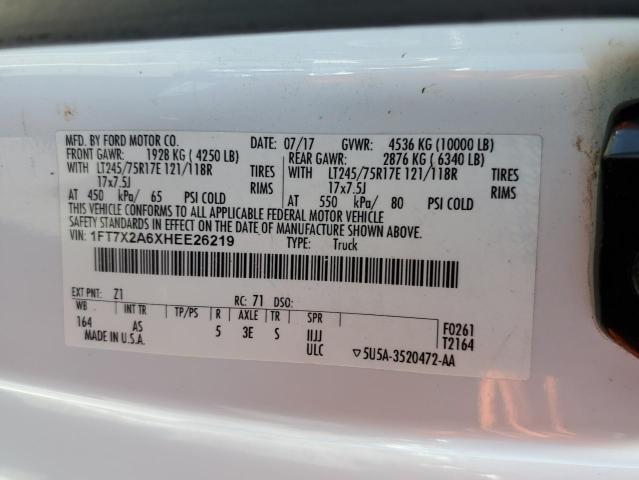 MFD. BY FORD MOTOR CO. DATE: 07/17 GVWR: 4536 KG (10000 LB)
FRONT GAWR: 1928 KG ( 4250 LB) REAR GAWR: 2876 KG ( 6340 LB)
WITH LT245/75R17E 121/118R TIRES WITH LT245/75R17E 121/118R TIRES
17x7.5J RIMS 17x7.5J RIMS
AT 450 kPa/ 65 PSI COLD AT 550 kPa/ 80 PSI COLD
THIS VEHICLE CONFORMS TO ALL APPLICABLE FEDERAL MOTOR VEHICLE
SAFETY STANDARDS IN EFFECT ON THE DATE OF MANUFACTURE SHOWN ABOVE.
VIN: 1FT7X2A6XHEE26219 TYPE: Truck
EXT PNT: Z1 RC: 71 DSO:
WB INT TR TP/PS R AXLE TR SPR F0261
164 AS 5 3E S IIJJ T2164
MADE IN U.S.A. ULC ▽5U5A-3520472-AA